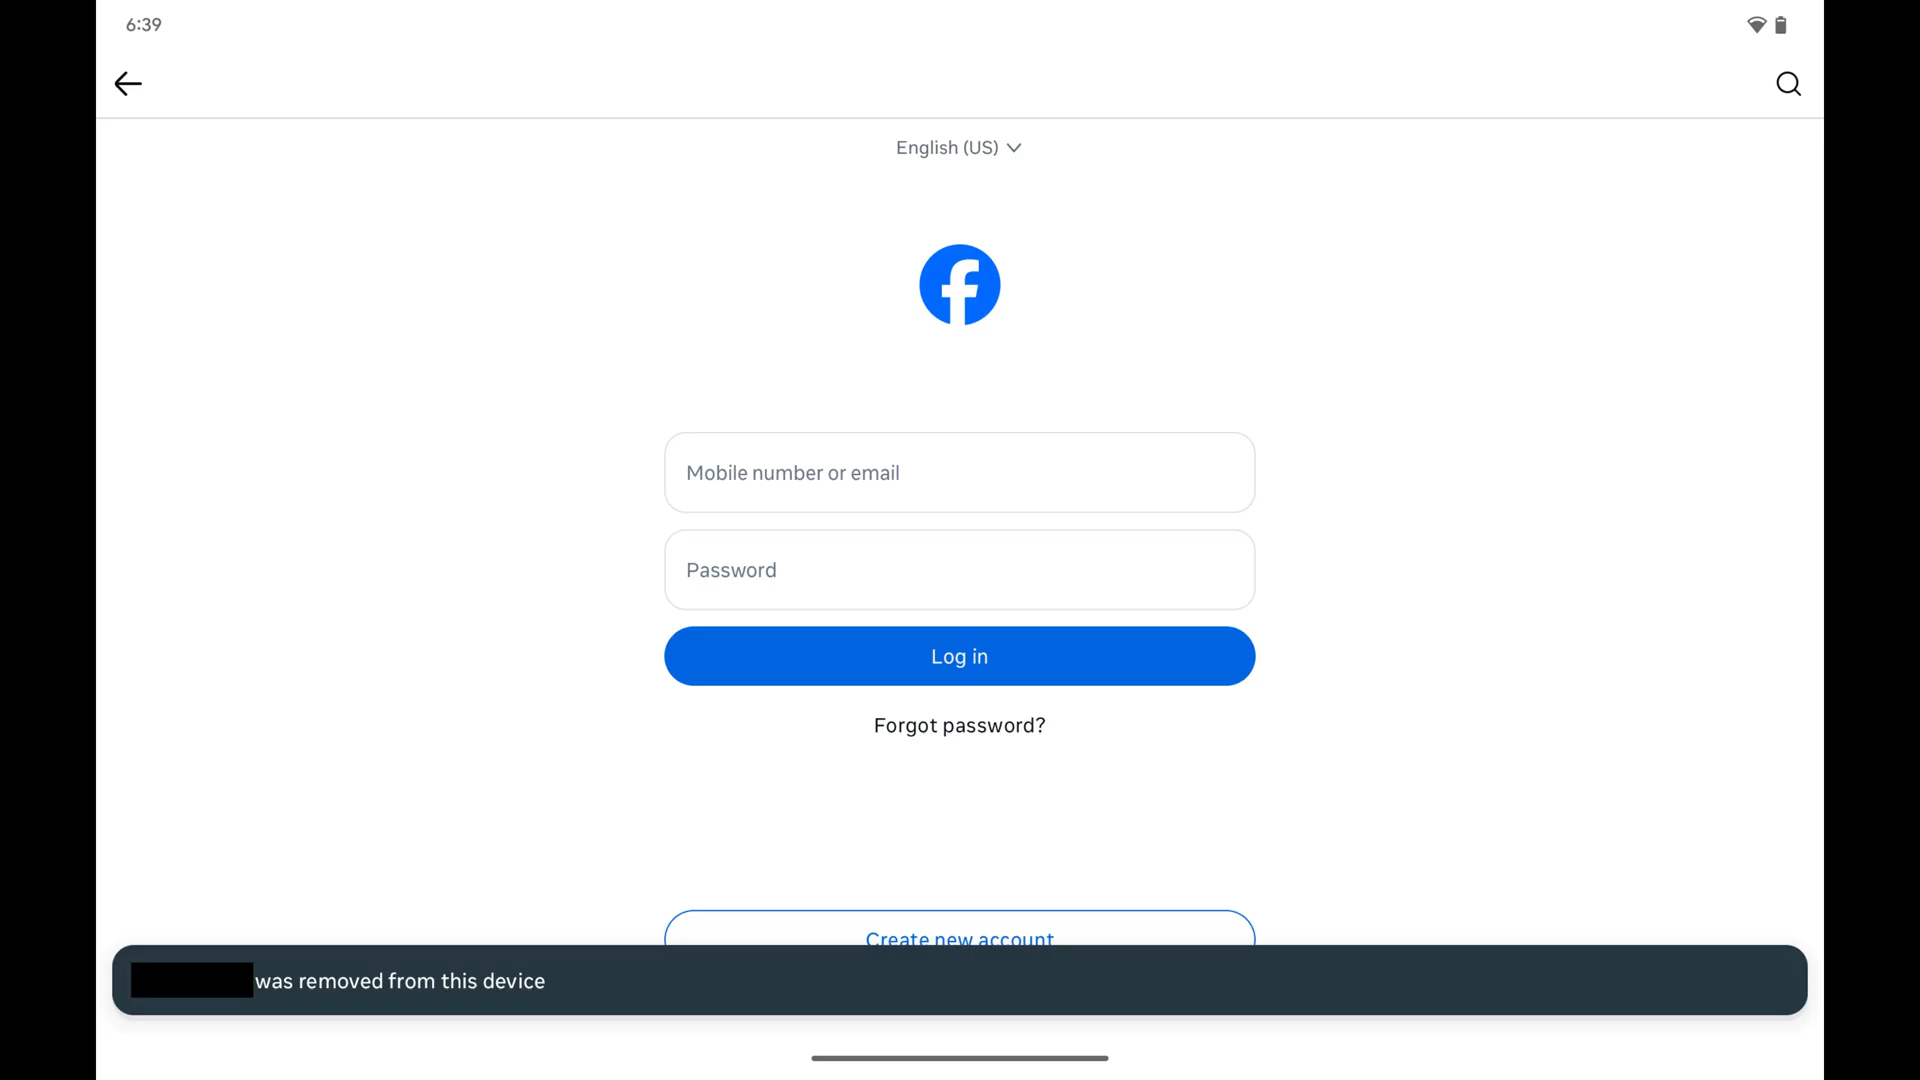 6:39
English (US)
Mobile number or email
Password
Log in
Forgot password?
Create new account
was removed from this device